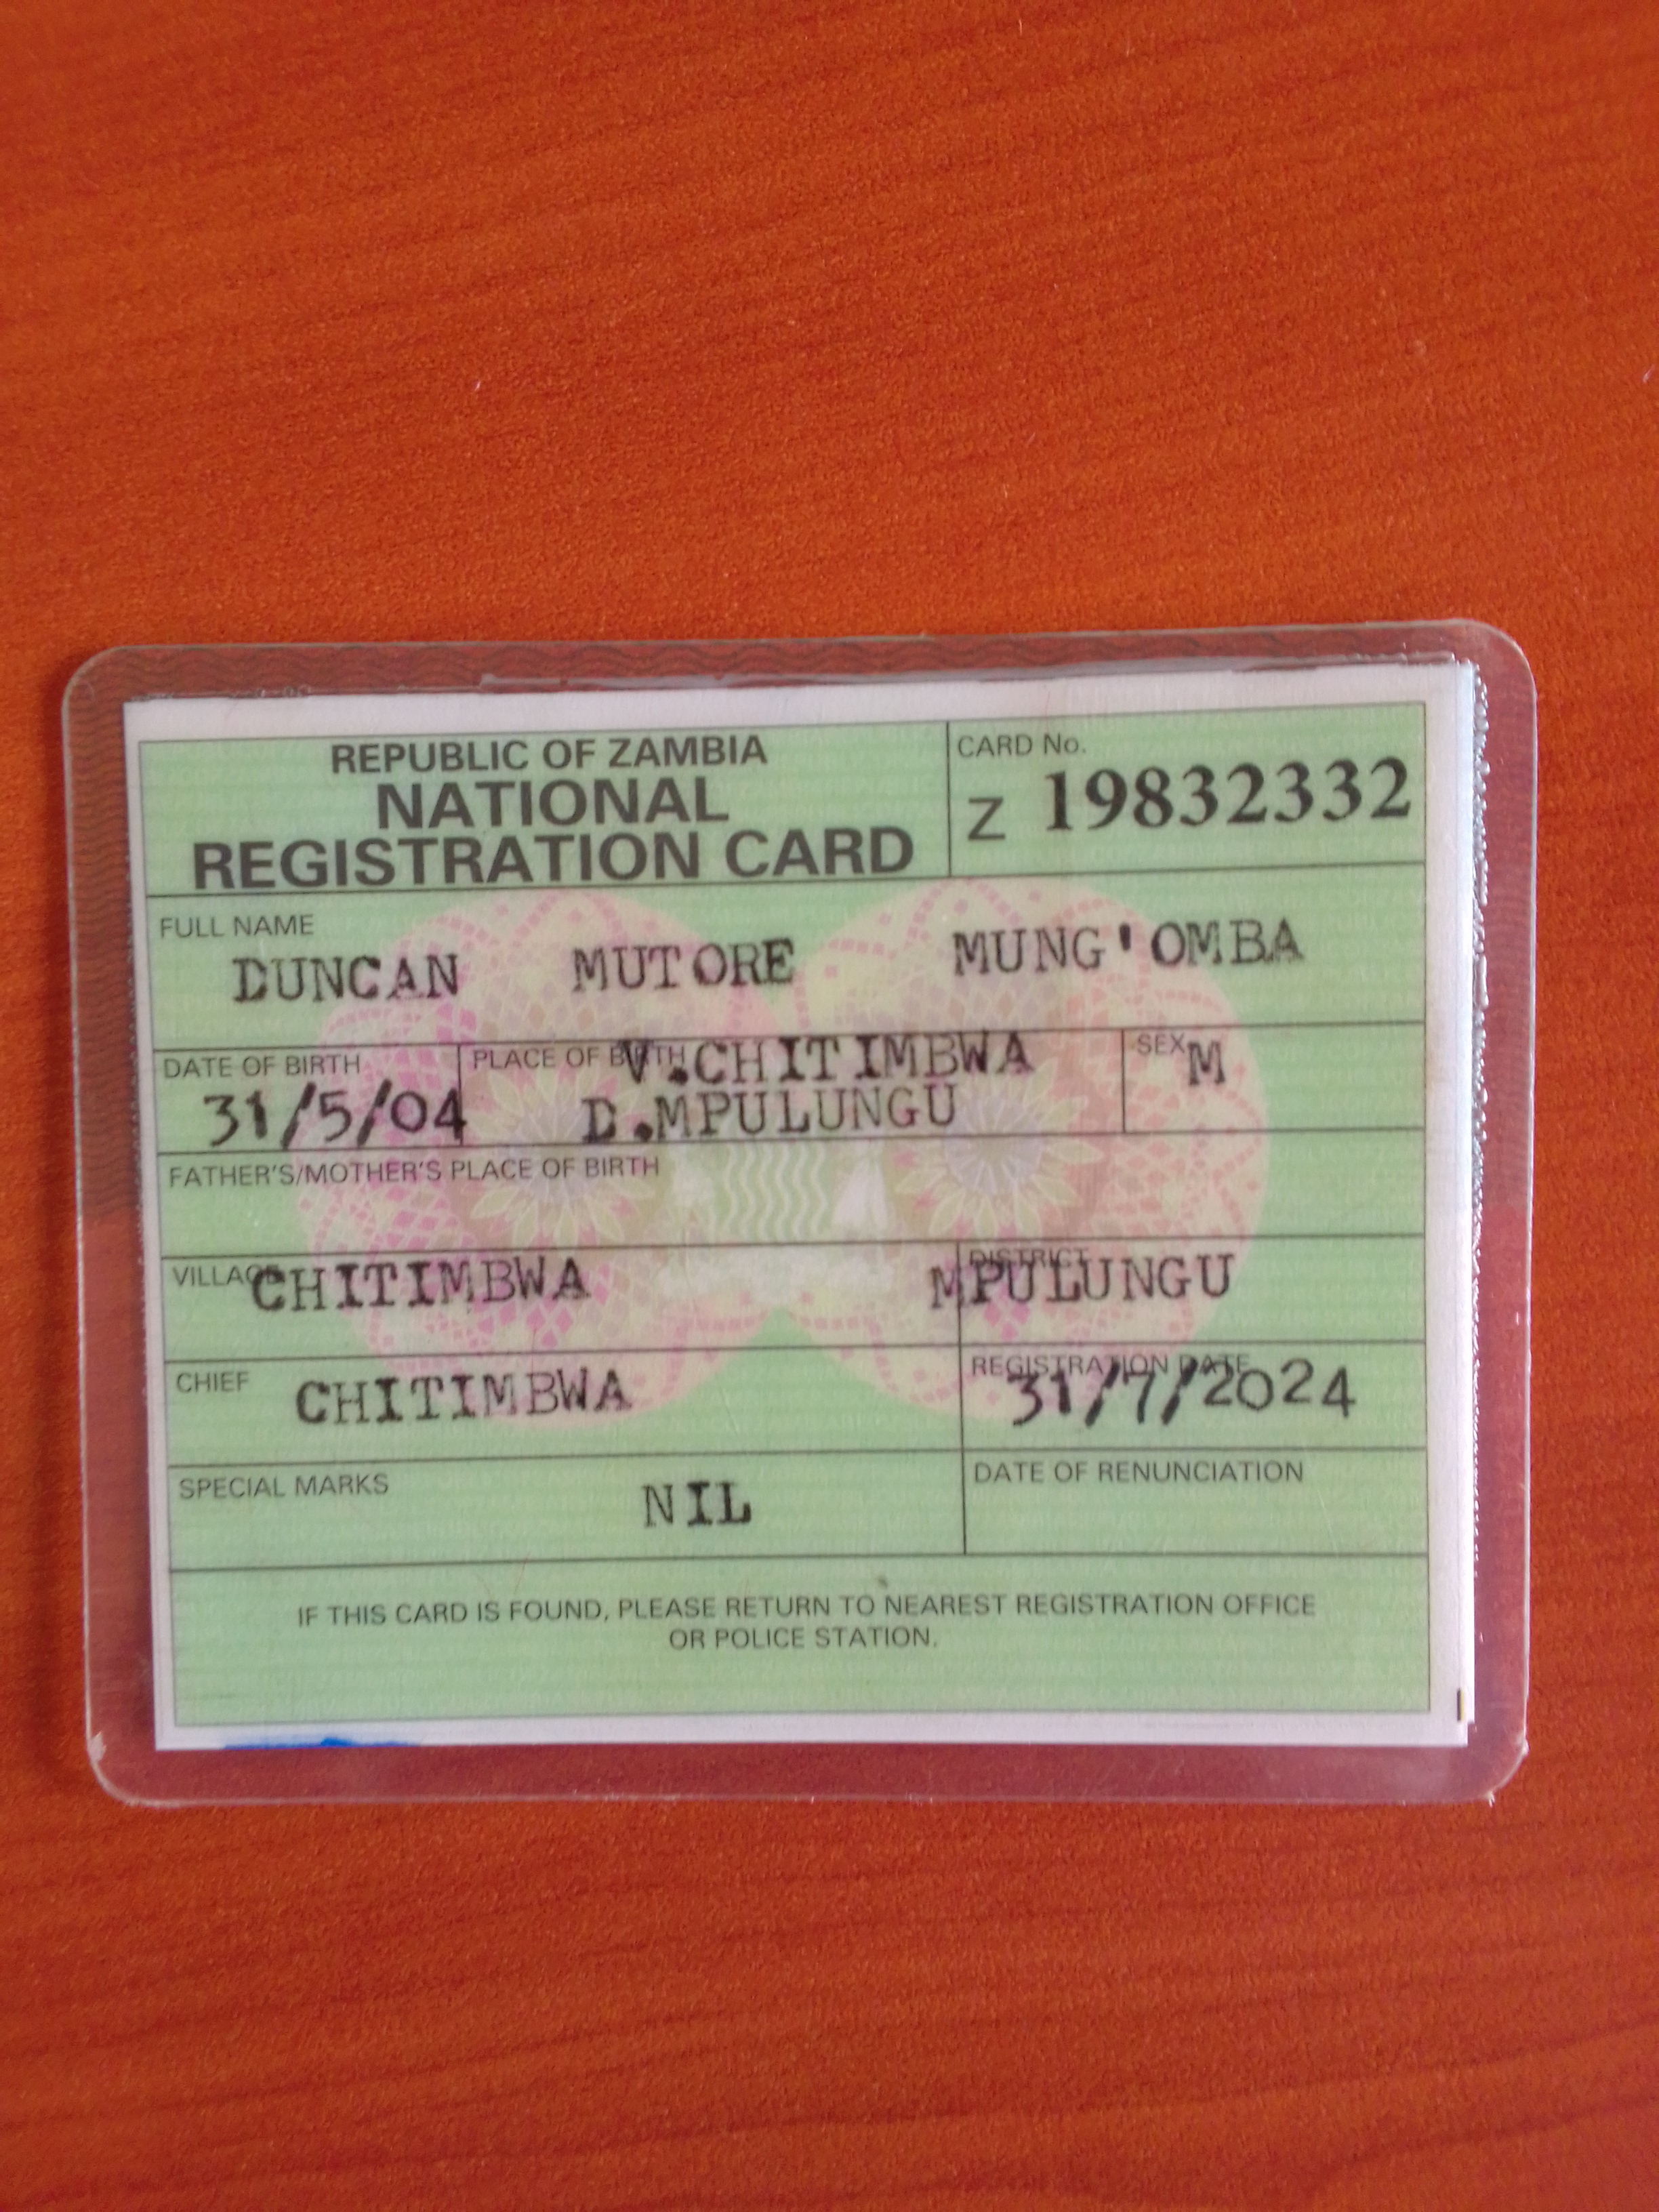 REPUBLIC OF ZAMBIA
NATIONAL
REGISTRATION CARD
CARD No.
Z 19832332
FULL NAME
DUNCAN MUTORE MUNG'OMBA
DATE OF BIRTH
31/5/04
PLACE OF BIRTH
V.CHITIMBWA
D.MPULUNGU
SEX M
FATHER'S/MOTHER'S PLACE OF BIRTH
VILLAGE CHITIMBWA
DISTRICT
MPULUNGU
CHIEF CHITIMBWA
REGISTRATION DATE
31/7/2024
SPECIAL MARKS
NIL
DATE OF RENUNCIATION
IF THIS CARD IS FOUND, PLEASE RETURN TO NEAREST REGISTRATION OFFICE
OR POLICE STATION.